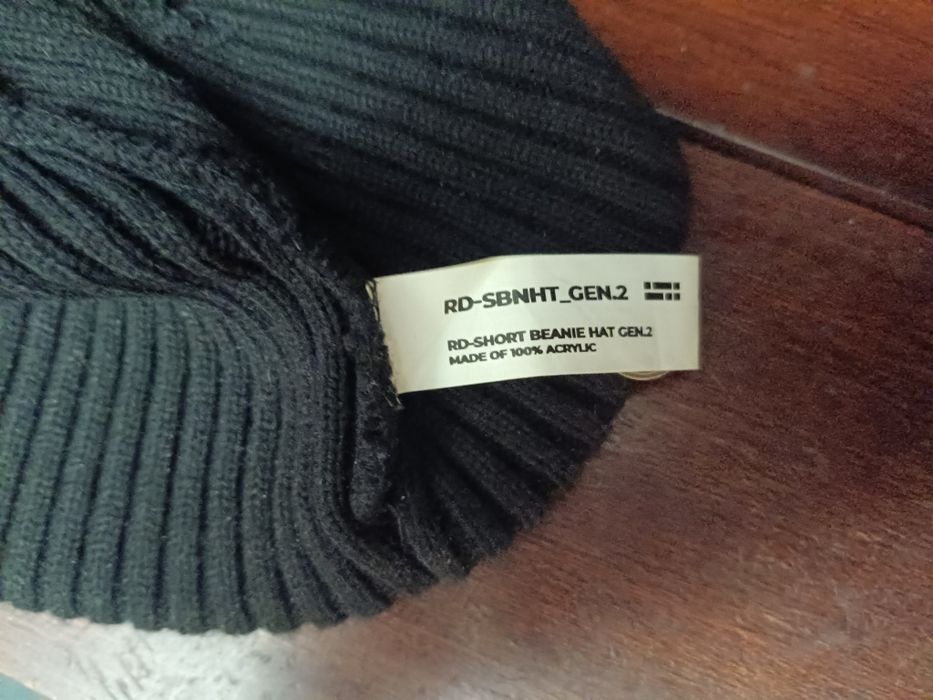 RD-SBNHT_GEN.2
RD-SHORT BEANIE HAT GEN.2
MADE OF 100% ACRYLIC